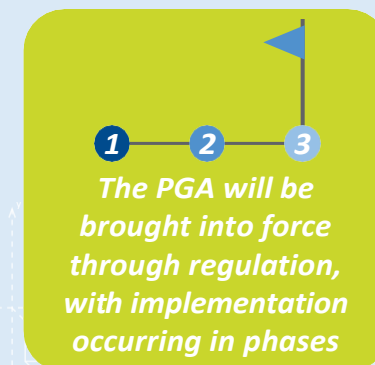 1 2 3
The PGA will be
brought into force
through regulation,
with implementation
occurring in phases